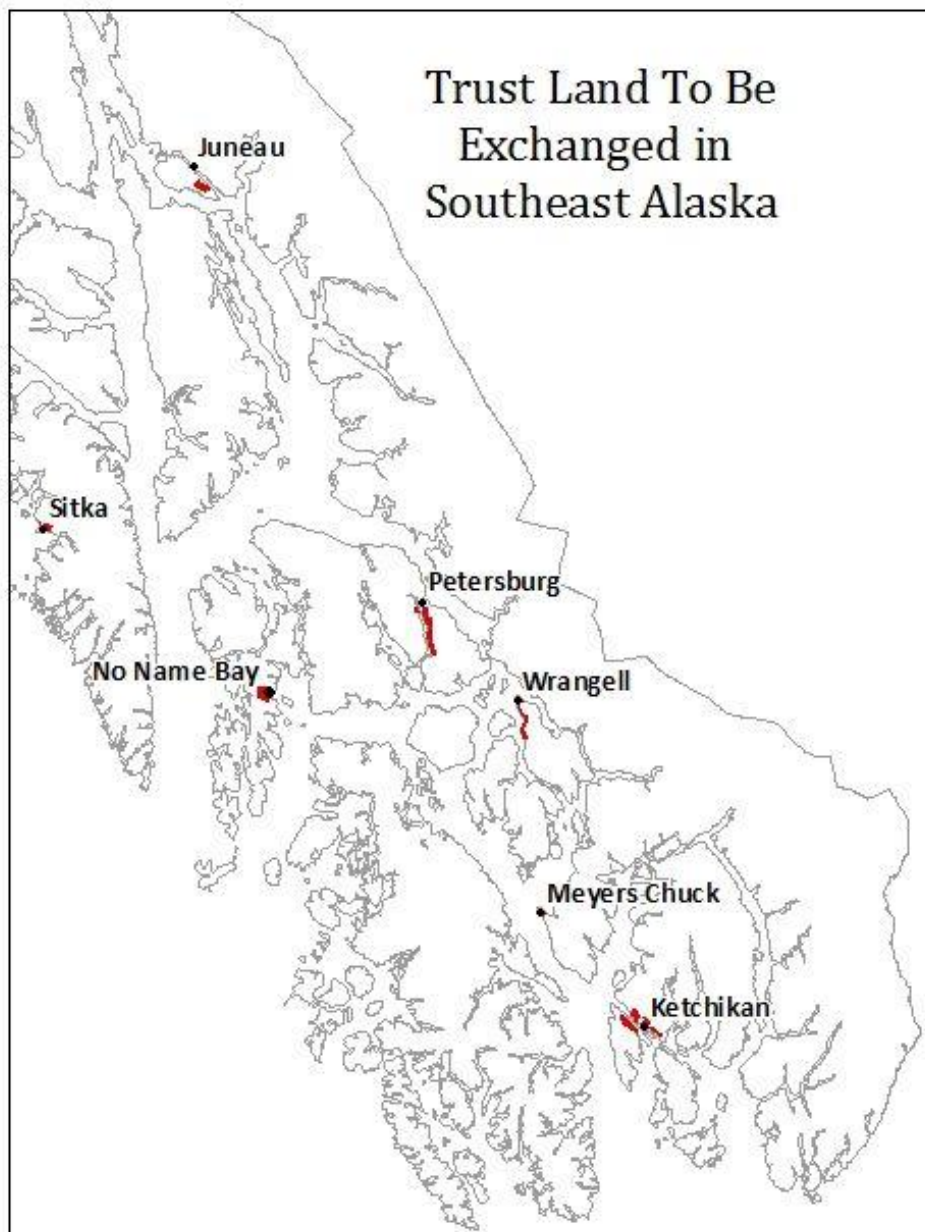 Trust Land To Be
Exchanged in
Southeast Alaska
Juneau
Sitka
Petersburg
No Name Bay
Wrangell
Meyers Chuck
Ketchikan